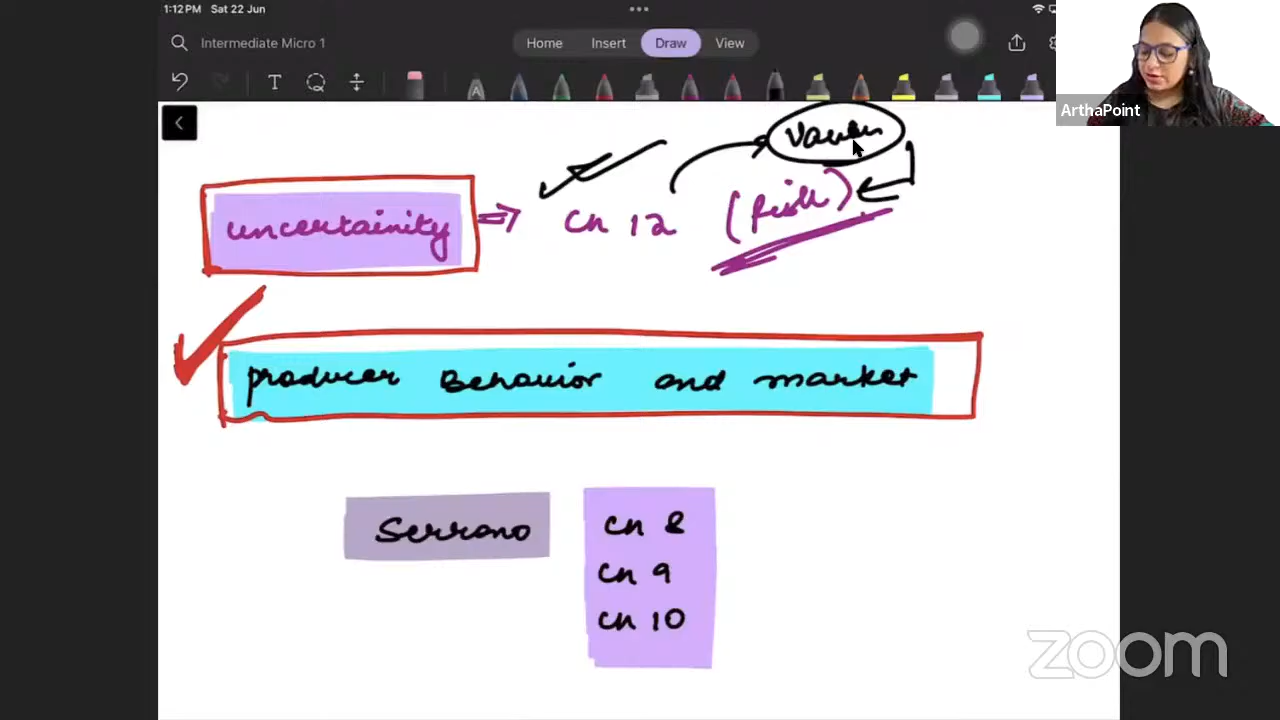 1:12 PM Sat 22 Jun
Intermediate Micro 1
Home Insert Draw View
T
A
ArthaPoint
Varian
uncertainity ⇒ Ch 12 (Risk)
producer Behavior and market
Serrano
Ch 8
Ch 9
Ch 10
zoom